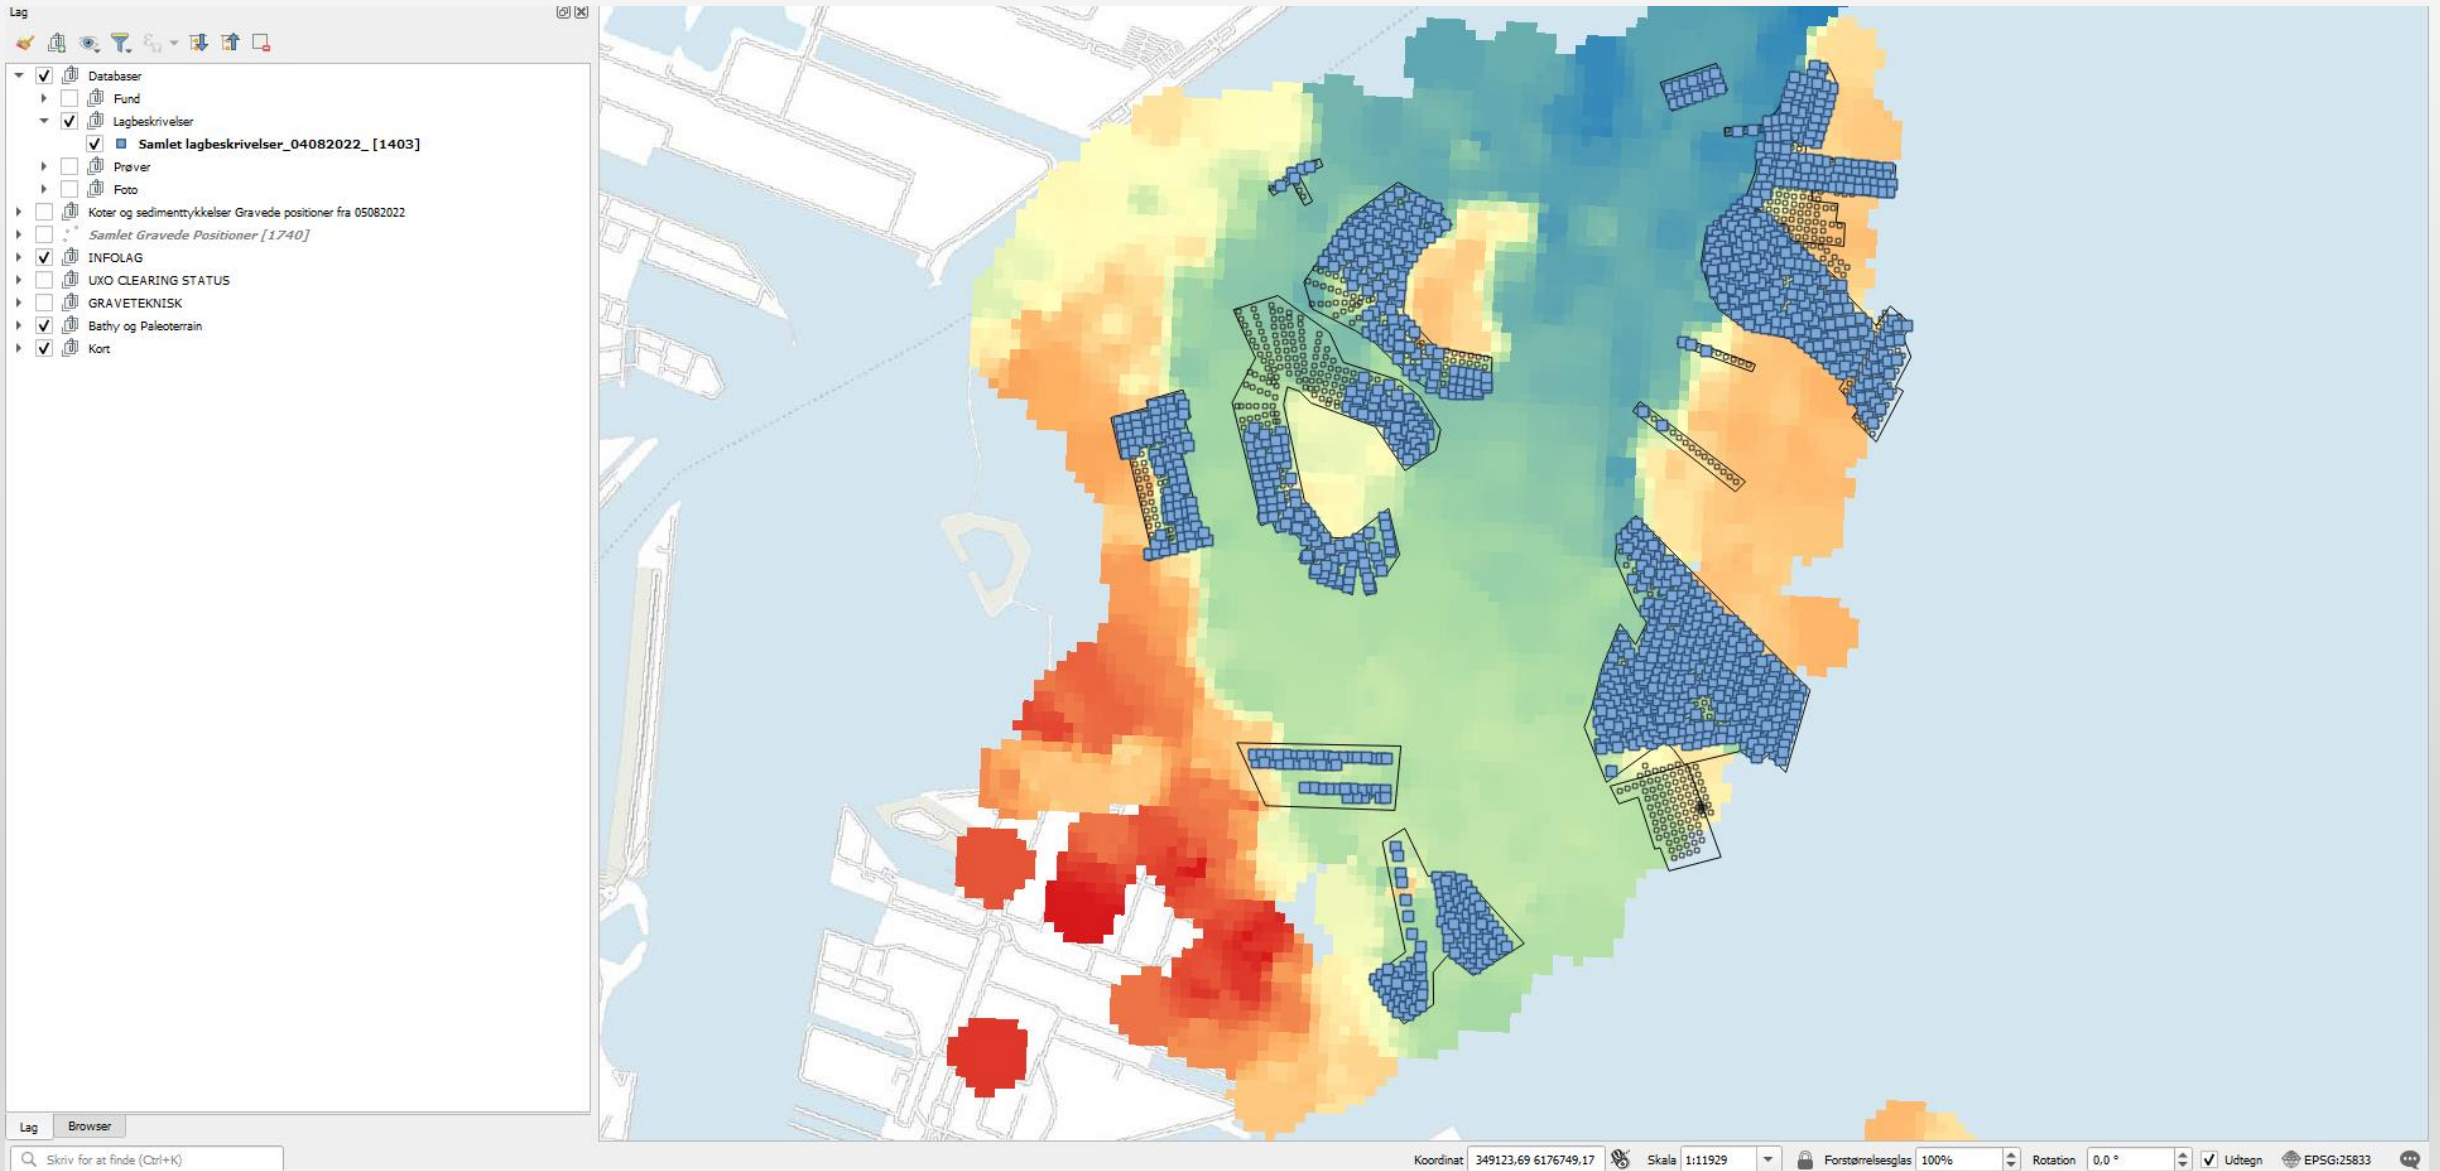 Lag
Databaser
Fund
Lagbeskrivelser
Samlet lagbeskrivelser_04082022_ [1403]
Prøver
Foto
Koter og sedimenttykkelser Gravede positioner fra 05082022
Samlet Gravede Positioner [1740]
INFOLAG
UXO CLEARING STATUS
GRAVETEKNISK
Bathy og Paleoterrain
Kort
Lag Browser
Skriv for at finde (Ctrl+K) Koordinat 349123,69 6176749,17 Skala 1:11929 Forstørrelsesglas 100% Rotation 0,0 ° Udtegn EPSG:25833